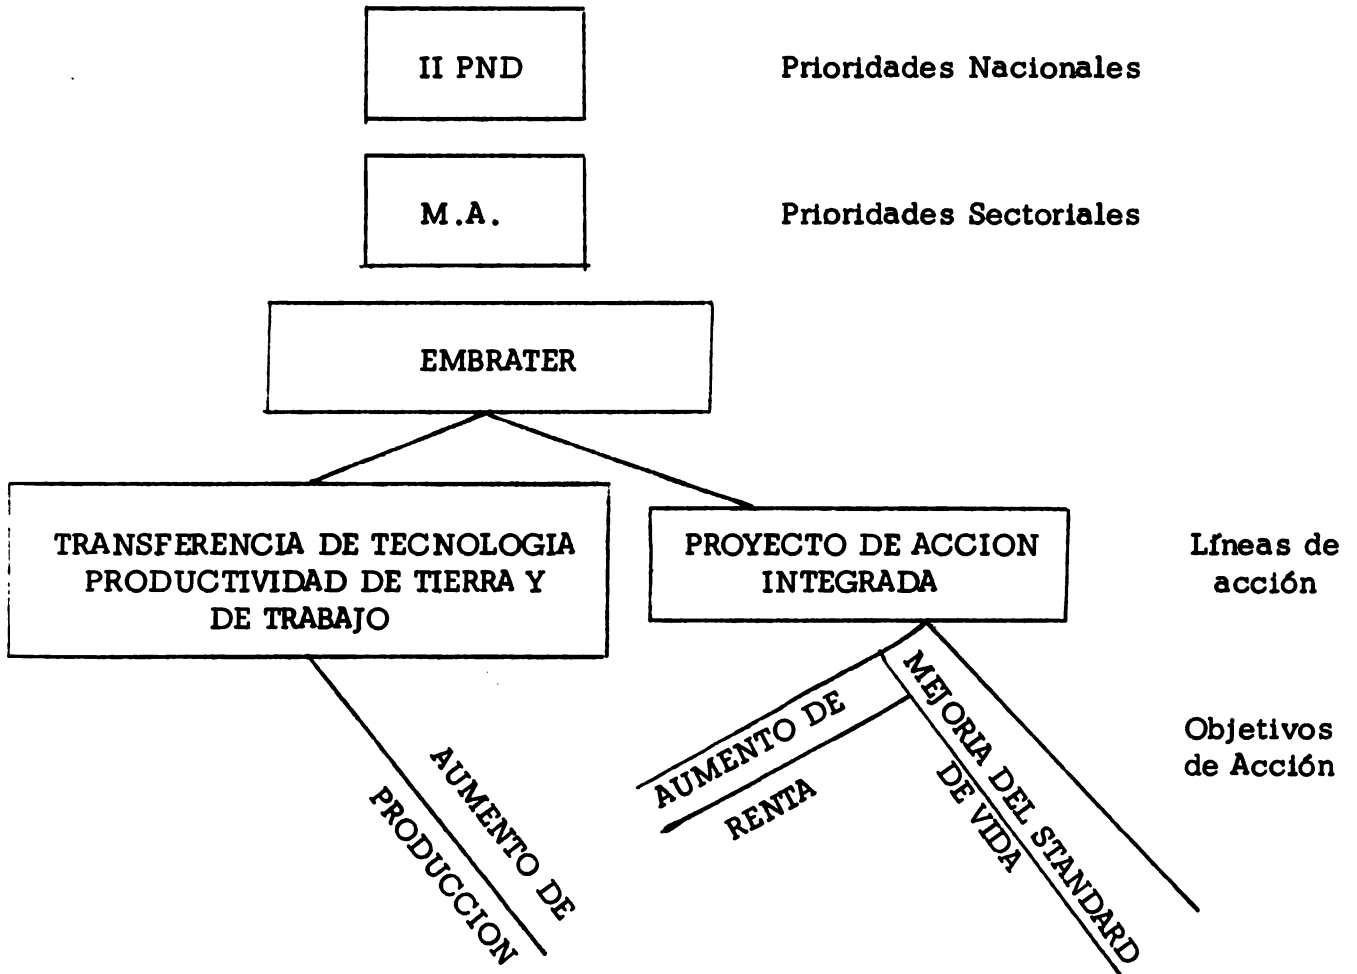 II PND
Prioridades Nacionales
M.A.
Prioridades Sectoriales
EMBRATER
TRANSFERENCIA DE TECNOLOGIA
PRODUCTIVIDAD DE TIERRA Y
DE TRABAJO
PROYECTO DE ACCION
INTEGRADA
Líneas de
acción
AUMENTO DE
PRODUCCION
AUMENTO DE
RENTA
MEJORIA DEL STANDARD
DE VIDA
Objetivos
de Acción